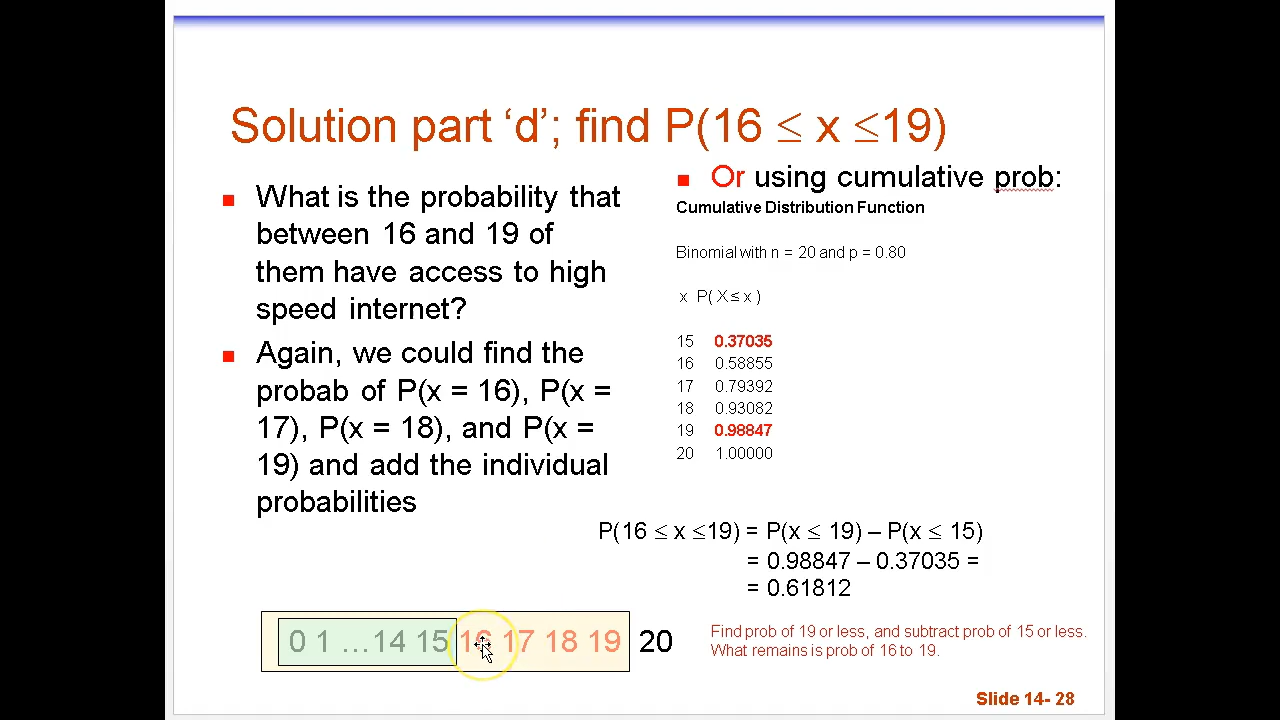 Solution part ‘d’; find P(16 ≤ x ≤19)
What is the probability that
between 16 and 19 of
them have access to high
speed internet?
Again, we could find the
probab of P(x = 16), P(x =
17), P(x = 18), and P(x =
19) and add the individual
probabilities
Or using cumulative prob:
Cumulative Distribution Function
Binomial with n = 20 and p = 0.80
x P( X ≤ x )
15 0.37035
16 0.58855
17 0.79392
18 0.93082
19 0.98847
20 1.00000
P(16 ≤ x ≤19) = P(x ≤ 19) – P(x ≤ 15)
= 0.98847 – 0.37035 =
= 0.61812
0 1 …14 15 16 17 18 19 20
Find prob of 19 or less, and subtract prob of 15 or less.
What remains is prob of 16 to 19.
Slide 14- 28